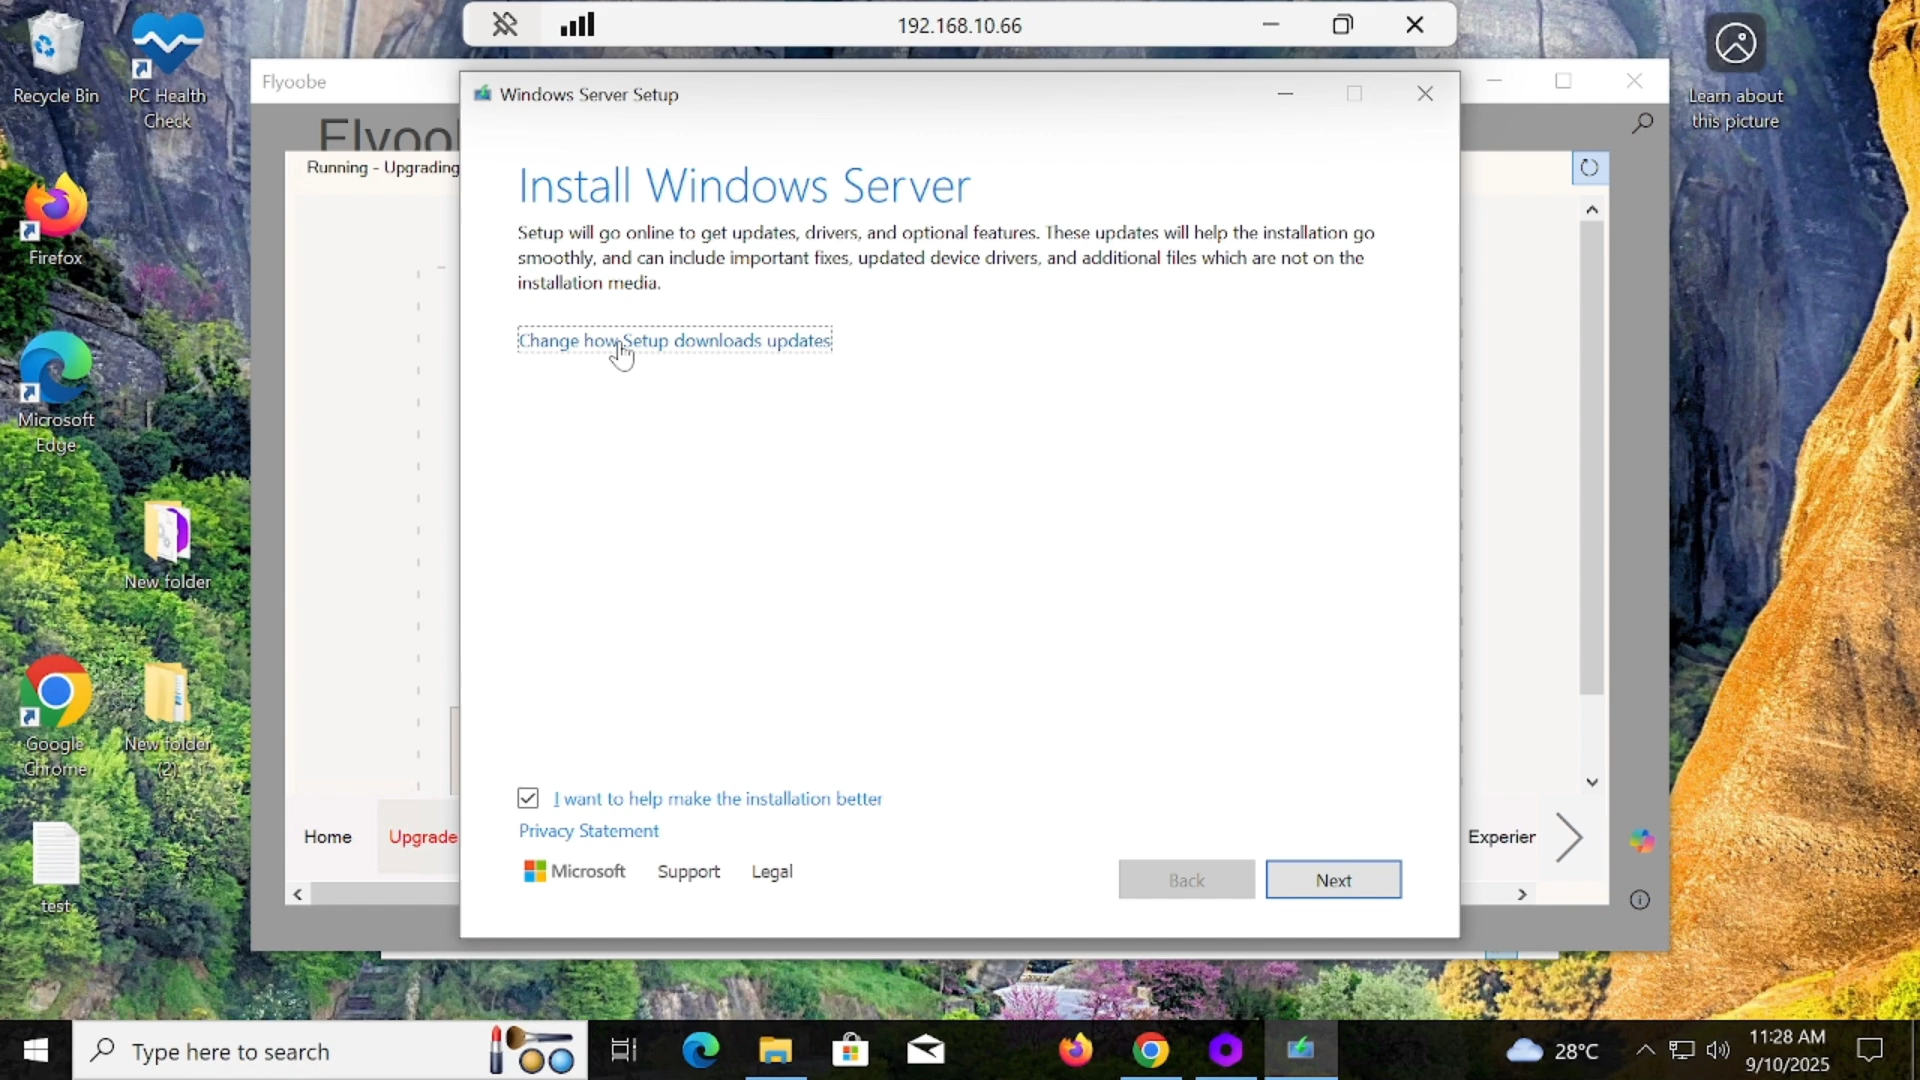 192.168.10.66
Recycle Bin
PC Health
Check
Firefox
Microsoft
Edge
New folder
Google
Chrome
New folder
(2)
test
Learn about
this picture
Flyoobe
Running - Upgrading
Windows Server Setup
Install Windows Server
Setup will go online to get updates, drivers, and optional features. These updates will help the installation go
smoothly, and can include important fixes, updated device drivers, and additional files which are not on the
installation media.
Change how Setup downloads updates
I want to help make the installation better
Privacy Statement
Microsoft Support Legal
Back Next
Home Upgrade
Experien
Type here to search
28°C
11:28 AM
9/10/2025